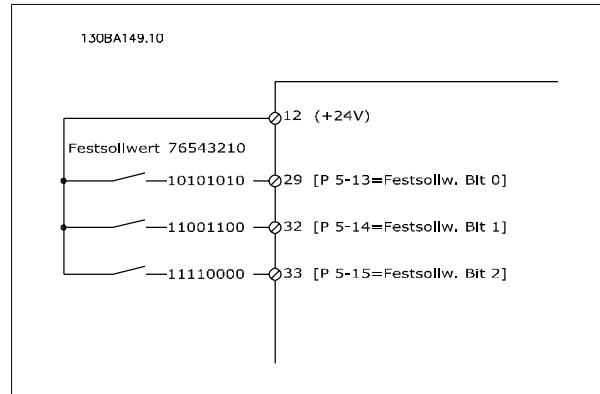 130BA149.10
12 (+24V)
Festsollwert 76543210
10101010 29 [P 5-13=Festsollw. Bit 0]
11001100 32 [P 5-14=Festsollw. Bit 1]
11110000 33 [P 5-15=Festsollw. Bit 2]